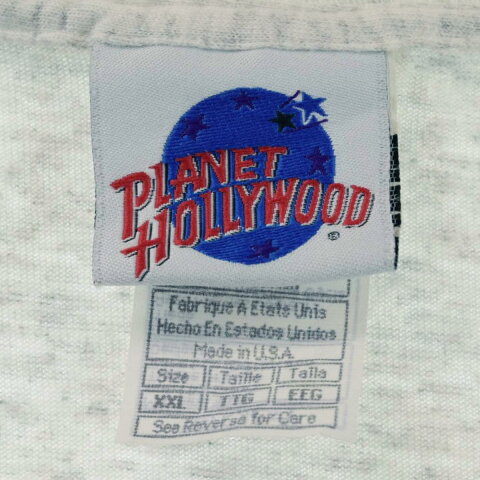 PLANET
HOLLYWOOD
®
Fabriqué A Etats Unis
Hecho En Estados Unidos
Made in U.S.A.
Size Taille Talla
XXL TTG EEG
See Reverse for Care